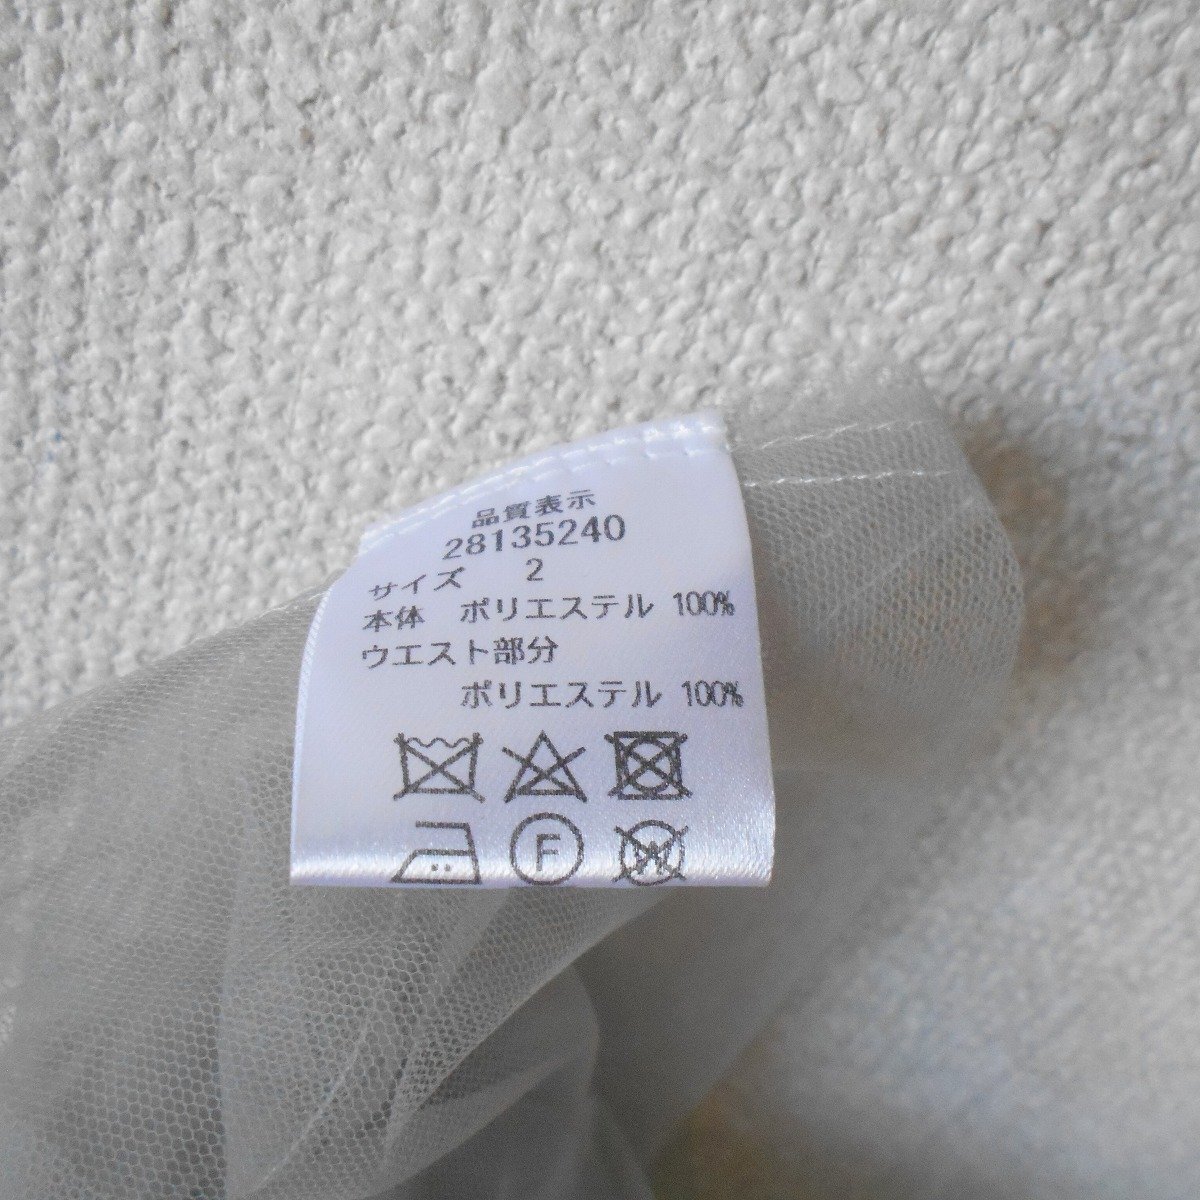 品質表示
28135240
サイズ 2
本体 ポリエステル 100%
ウエスト部分
ポリエステル 100%
F
W